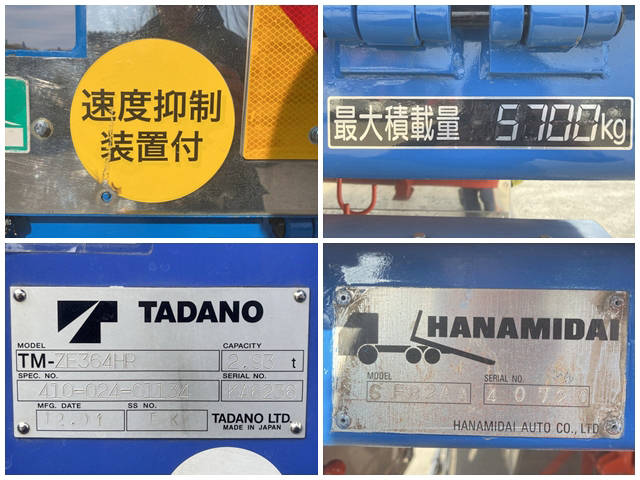 速度抑制
装置付
最大積載量 5700kg
TADANO
MODEL
CAPACITY
TM-ZE364HP
2.93 t
SPEC. NO.
SERIAL NO.
MFG. DATE
SS NO.
TADANO LTD.
MADE IN JAPAN
HANAMIDAI
MODEL
SERIAL NO.
HANAMIDAI AUTO CO., LTD